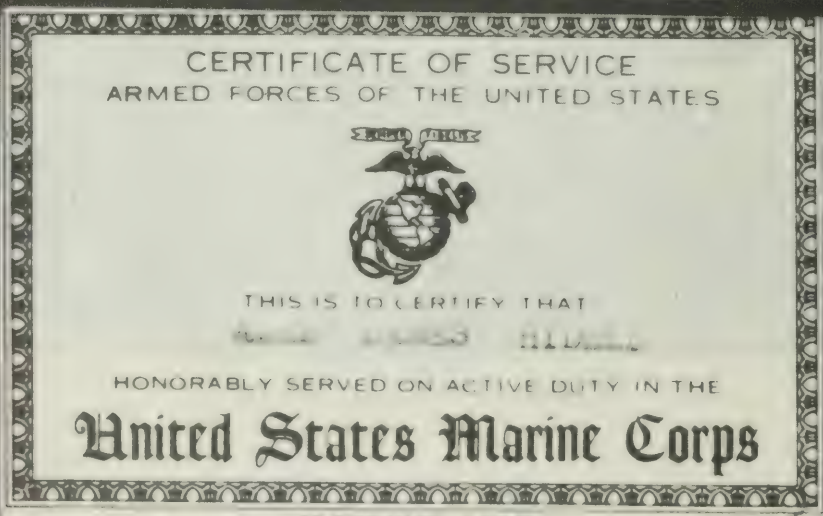 CERTIFICATE OF SERVICE
ARMED FORCES OF THE UNITED STATES
THIS IS TO CERTIFY THAT
HONORABLY SERVED ON ACTIVE DUTY IN THE
United States Marine Corps